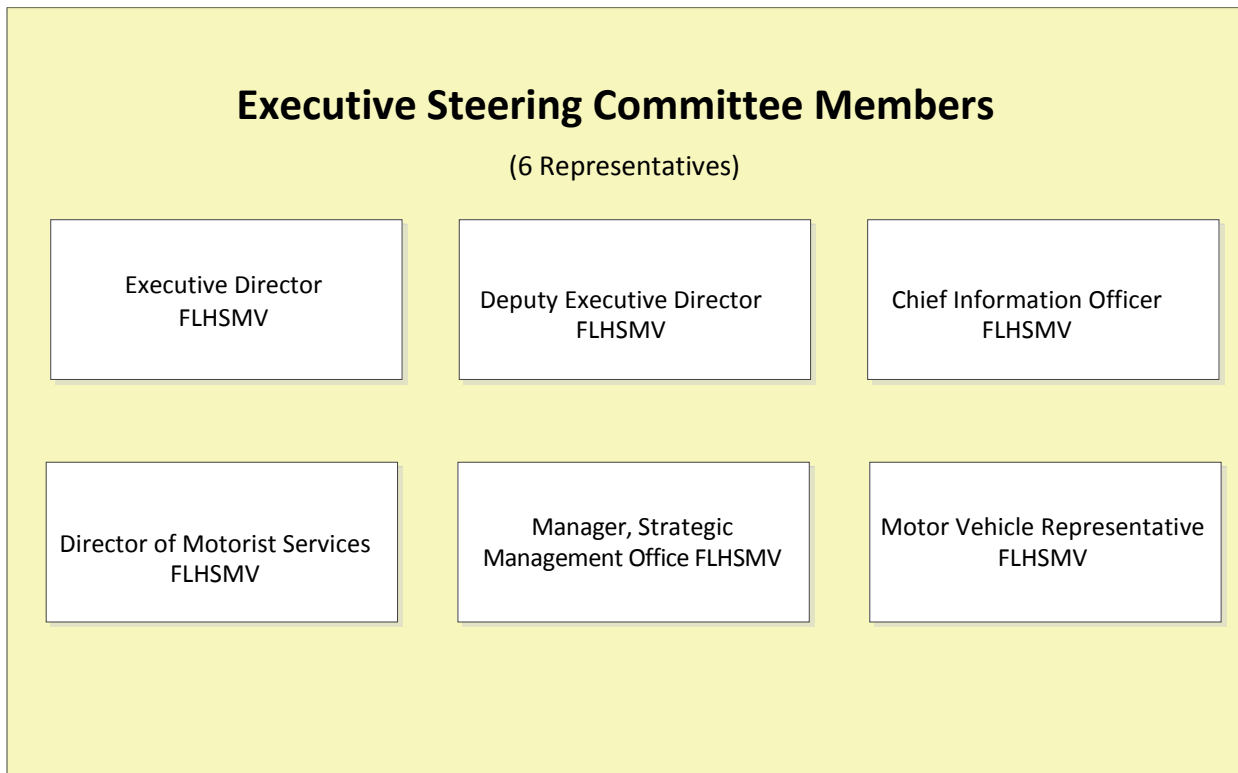 Executive Steering Committee Members
(6 Representatives)
Executive Director
FLHSMV
Deputy Executive Director
FLHSMV
Chief Information Officer
FLHSMV
Director of Motorist Services
FLHSMV
Manager, Strategic
Management Office FLHSMV
Motor Vehicle Representative
FLHSMV